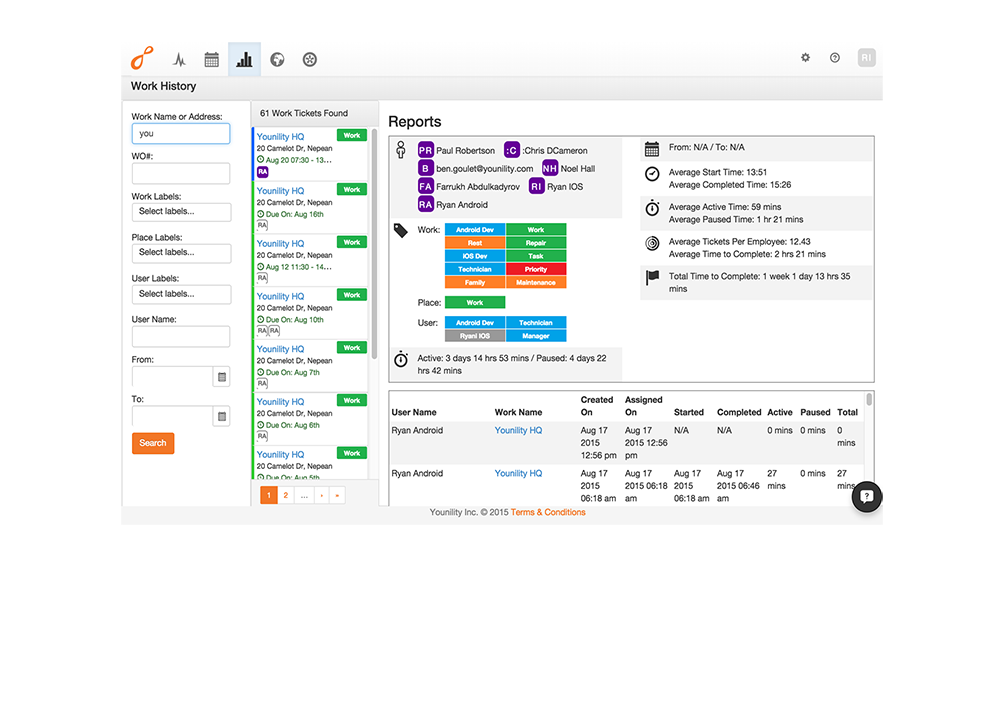 RI
Work History
Work Name or Address:
you
WO#:
Work Labels:
Select labels...
Place Labels:
Select labels...
User Labels:
Select labels...
User Name:
From:
To:
Search
61 Work Tickets Found
Younility HQ Work
20 Camelot Dr, Nepean
Aug 20 07:30 - 13...
RA
Younility HQ Work
20 Camelot Dr, Nepean
Due On: Aug 16th
RA
Younility HQ Work
20 Camelot Dr, Nepean
Aug 12 11:30 - 14...
RA
Younility HQ Work
20 Camelot Dr, Nepean
Due On: Aug 10th
RA RA
Younility HQ Work
20 Camelot Dr, Nepean
Due On: Aug 7th
RA
Younility HQ Work
20 Camelot Dr, Nepean
Due On: Aug 6th
RA
Younility HQ Work
20 Camelot Dr, Nepean
Due On: Aug 5th
1 2 ... › »
Reports
PR Paul Robertson :C :Chris DCameron
B ben.goulet@younility.com NH Noel Hall
FA Farrukh Abdulkadyrov RI Ryan IOS
RA Ryan Android
Work: Android Dev Work
Rest Repair
IOS Dev Task
Technician Priority
Family Maintenance
Place: Work
User: Android Dev Technician
RyanI IOS Manager
Active: 3 days 14 hrs 53 mins / Paused: 4 days 22
hrs 42 mins
From: N/A / To: N/A
Average Start Time: 13:51
Average Completed Time: 15:26
Average Active Time: 59 mins
Average Paused Time: 1 hr 21 mins
Average Tickets Per Employee: 12.43
Average Time to Complete: 2 hrs 21 mins
Total Time to Complete: 1 week 1 day 13 hrs 35
mins
Created Assigned
User Name Work Name On On Started Completed Active Paused Total
Ryan Android Younility HQ Aug 17 Aug 17 N/A N/A 0 mins 0 mins 0
2015 2015 12:56 mins
12:56 pm pm
Ryan Android Younility HQ Aug 17 Aug 17 Aug 17 Aug 17 27 0 mins 27
2015 2015 06:18 2015 2015 06:46 mins mins
06:18 am am 06:18 am am
Younility Inc. © 2015 Terms & Conditions